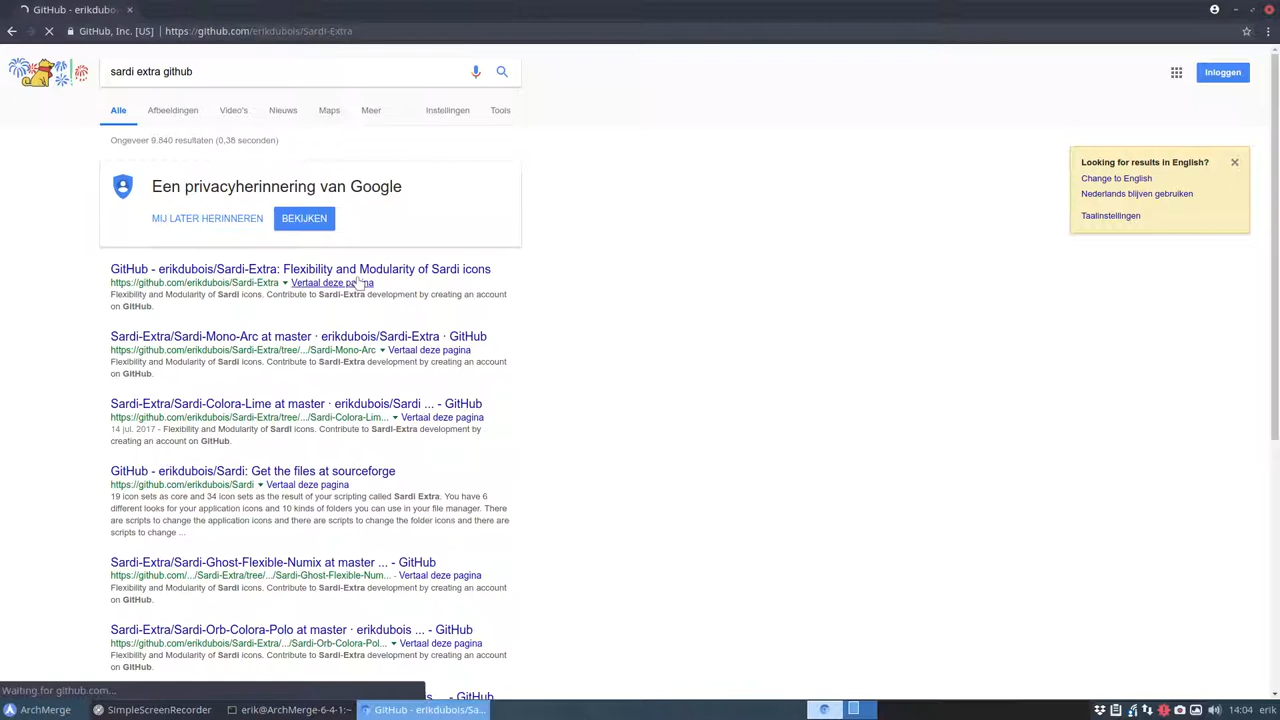 GitHub - erikdubo
GitHub, Inc. [US] | https://github.com/erikdubois/Sardi-Extra
sardi extra github
Inloggen
Alle Afbeeldingen Video's Nieuws Maps Meer Instellingen Tools
Ongeveer 9.840 resultaten (0,38 seconden)
Looking for results in English?
Change to English
Nederlands blijven gebruiken
Taalinstellingen
Een privacyherinnering van Google
MIJ LATER HERINNEREN BEKIJKEN
GitHub - erikdubois/Sardi-Extra: Flexibility and Modularity of Sardi icons
https://github.com/erikdubois/Sardi-Extra Vertaal deze pagina
Flexibility and Modularity of Sardi icons. Contribute to Sardi-Extra development by creating an account
on GitHub.
Sardi-Extra/Sardi-Mono-Arc at master · erikdubois/Sardi-Extra · GitHub
https://github.com/erikdubois/Sardi-Extra/tree/.../Sardi-Mono-Arc Vertaal deze pagina
Flexibility and Modularity of Sardi icons. Contribute to Sardi-Extra development by creating an account
on GitHub.
Sardi-Extra/Sardi-Colora-Lime at master · erikdubois/Sardi ... - GitHub
https://github.com/erikdubois/Sardi-Extra/tree/.../Sardi-Colora-Lim... Vertaal deze pagina
14 jul. 2017 - Flexibility and Modularity of Sardi icons. Contribute to Sardi-Extra development by
creating an account on GitHub.
GitHub - erikdubois/Sardi: Get the files at sourceforge
https://github.com/erikdubois/Sardi Vertaal deze pagina
19 icon sets as core and 34 icon sets as the result of your scripting called Sardi Extra. You have 6
different looks for your application icons and 10 kinds of folders you can use in your file manager. There
are scripts to change the application icons and there are scripts to change the folder icons and there are
scripts to change ...
Sardi-Extra/Sardi-Ghost-Flexible-Numix at master ... - GitHub
https://github.com/.../Sardi-Extra/tree/.../Sardi-Ghost-Flexible-Num... Vertaal deze pagina
Flexibility and Modularity of Sardi icons. Contribute to Sardi-Extra development by creating an account
on GitHub.
Sardi-Extra/Sardi-Orb-Colora-Polo at master · erikdubois ... - GitHub
https://github.com/erikdubois/Sardi-Extra/.../Sardi-Orb-Colora-Pol... Vertaal deze pagina
Flexibility and Modularity of Sardi icons. Contribute to Sardi-Extra development by creating an account
on GitHub.
... - GitHub
Waiting for github.com...
ArchMerge SimpleScreenRecorder erik@ArchMerge-6-4-1:~ GitHub - erikdubois/Sa... 14:04 erik